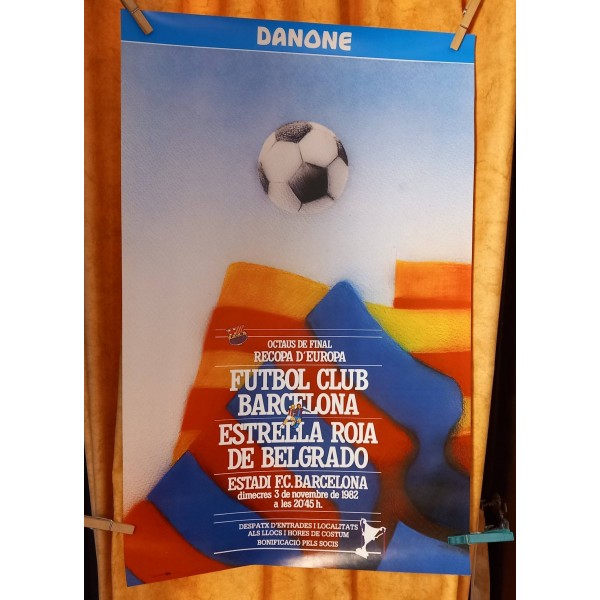 DANONE
OCTAUS DE FINAL
RECOPA D'EUROPA
FUTBOL CLUB
BARCELONA
ESTRELLA ROJA
DE BELGRADO
ESTADI F.C. BARCELONA
dimecres 3 de novembre de 1982
a les 20'45 h.
DESPATX D'ENTRADES I LOCALITATS
ALS LLOCS I HORES DE COSTUM
BONIFICACIÓ PELS SOCIS